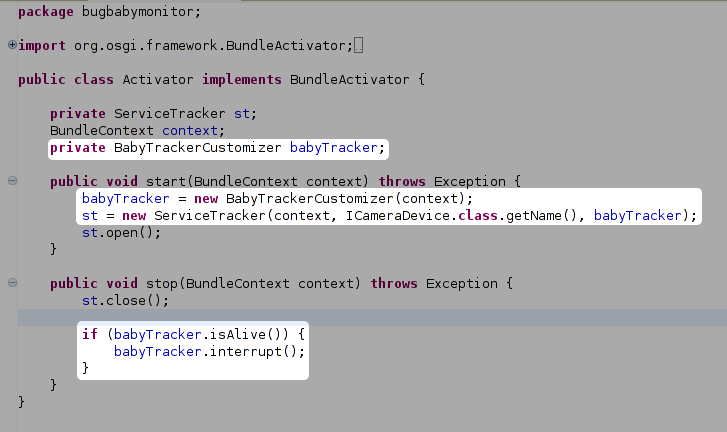 package bugbabymonitor;
import org.osgi.framework.BundleActivator;
public class Activator implements BundleActivator {
private ServiceTracker st;
BundleContext context;
private BabyTrackerCustomizer babyTracker;
public void start(BundleContext context) throws Exception {
babyTracker = new BabyTrackerCustomizer(context);
st = new ServiceTracker(context, ICameraDevice.class.getName(), babyTracker);
st.open();
}
public void stop(BundleContext context) throws Exception {
st.close();
if (babyTracker.isAlive()) {
babyTracker.interrupt();
}
}
}